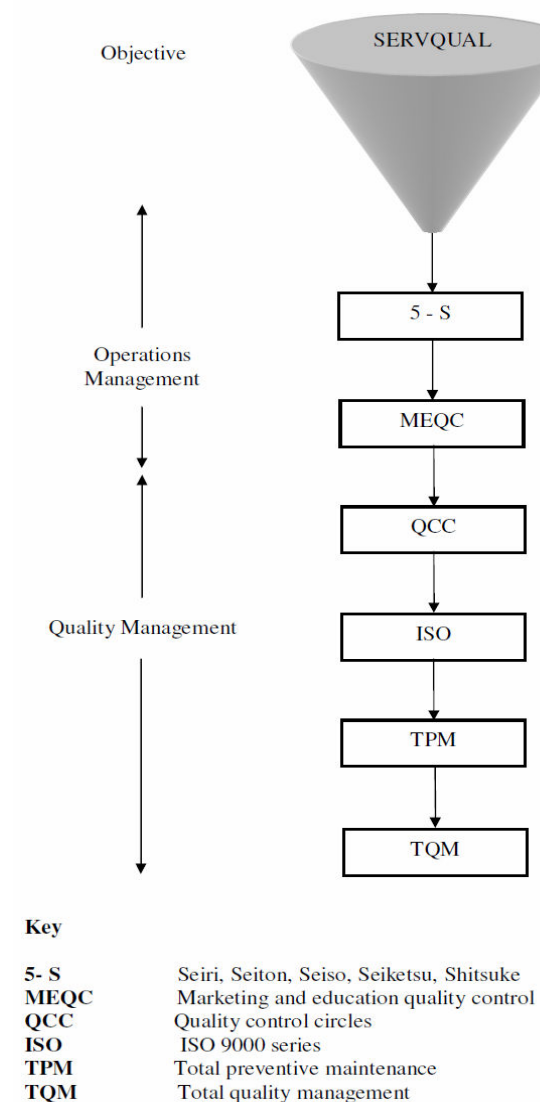 Objective
SERVQUAL
5 - S
Operations
Management
MEQC
QCC
Quality Management
ISO
TPM
TQM
Key
5- S Seiri, Seiton, Seiso, Seiketsu, Shitsuke
MEQC Marketing and education quality control
QCC Quality control circles
ISO ISO 9000 series
TPM Total preventive maintenance
TQM Total quality management